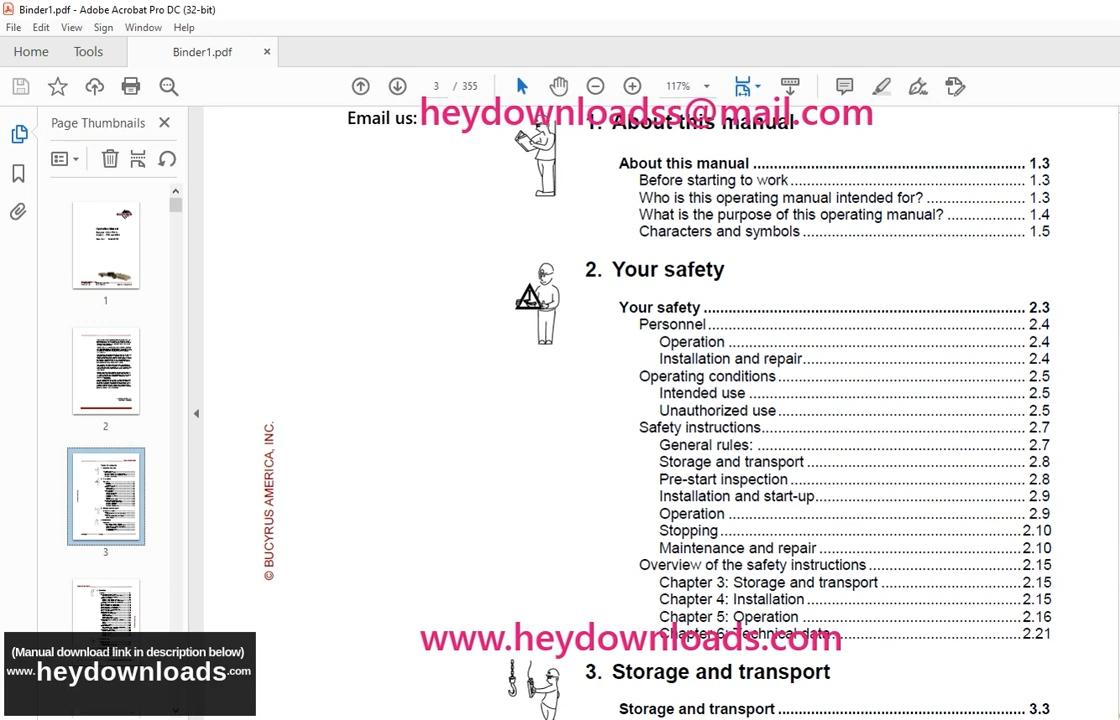 Binder1.pdf - Adobe Acrobat Pro DC (32-bit)
File Edit View Sign Window Help
Home Tools Binder1.pdf ×
3 / 355 117%
Page Thumbnails
1
2
3
Email us: heydownloadss@mail.com
1. About this manual
About this manual ........ 1.3
Before starting to work ........ 1.3
Who is this operating manual intended for? ........ 1.3
What is the purpose of this operating manual? ........ 1.4
Characters and symbols ........ 1.5
2. Your safety
Your safety ........ 2.3
Personnel ........ 2.4
Operation ........ 2.4
Installation and repair ........ 2.4
Operating conditions ........ 2.5
Intended use ........ 2.5
Unauthorized use ........ 2.5
Safety instructions ........ 2.7
General rules: ........ 2.7
Storage and transport ........ 2.8
Pre-start inspection ........ 2.8
Installation and start-up ........ 2.9
Operation ........ 2.9
Stopping ........ 2.10
Maintenance and repair ........ 2.10
Overview of the safety instructions ........ 2.15
Chapter 3: Storage and transport ........ 2.15
Chapter 4: Installation ........ 2.15
Chapter 5: Operation ........ 2.16
Chapter 6: Technical data ........ 2.21
www.heydownloads.com
3. Storage and transport
Storage and transport ........ 3.3
© BUCYRUS AMERICA, INC.
(Manual download link in description below)
www.heydownloads.com